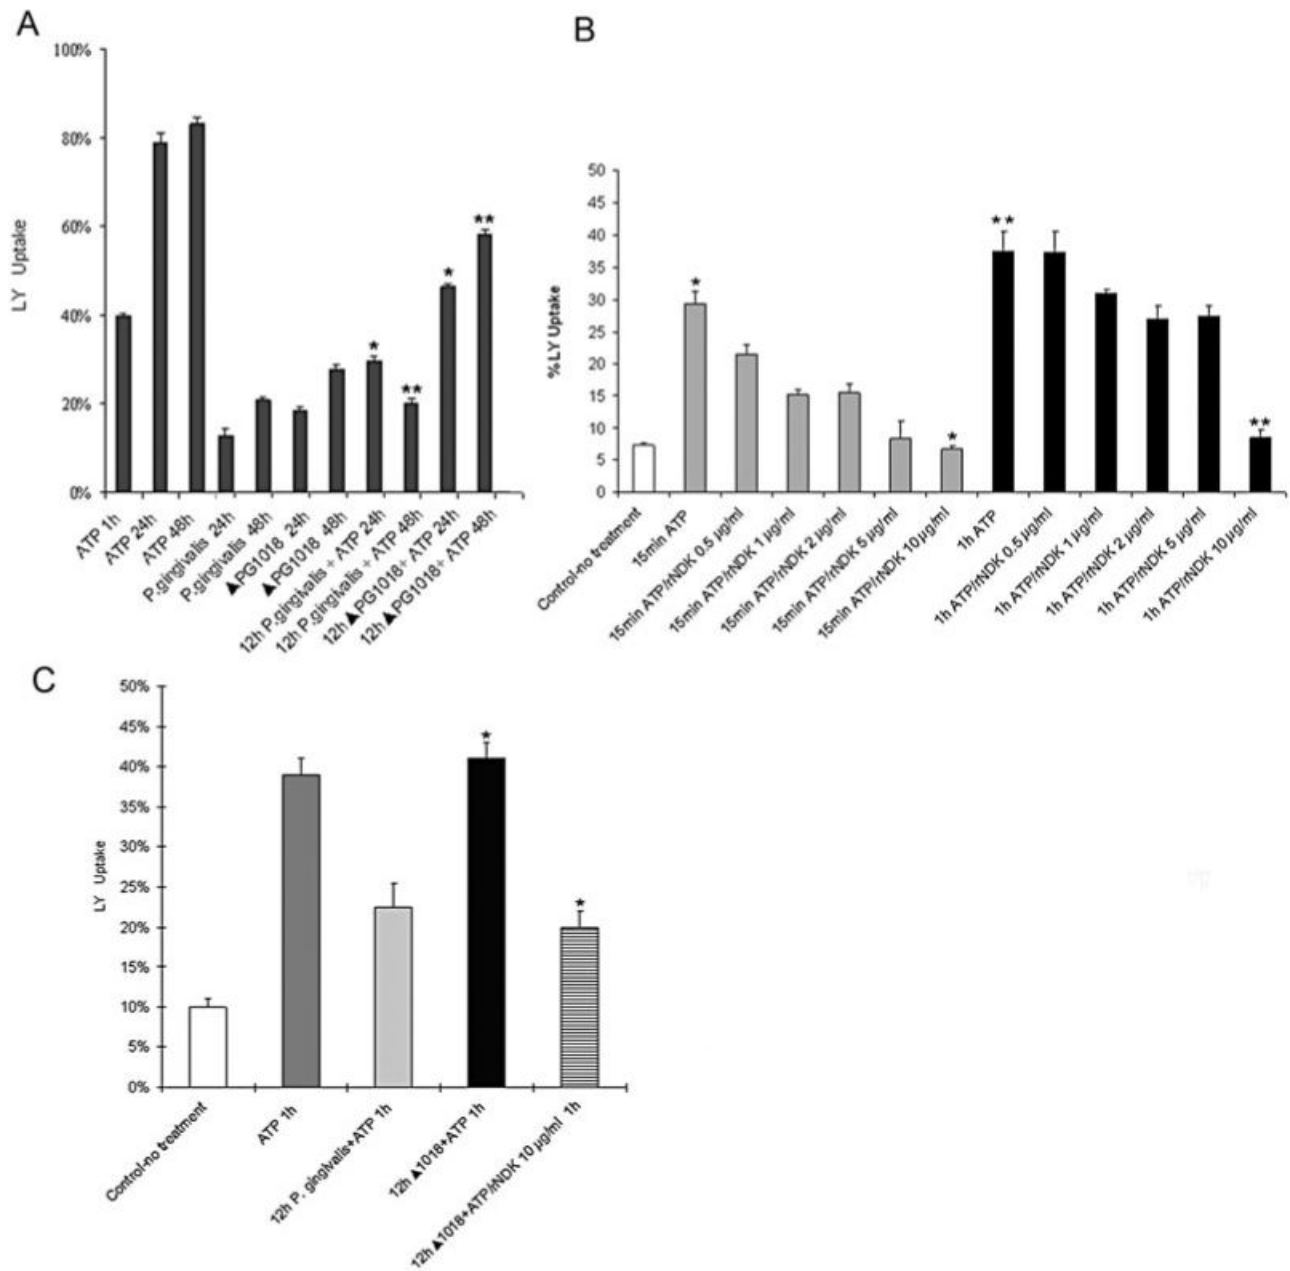 A
100%
80%
60%
40%
20%
0%
LY Uptake
*
**
*
**
ATP 1h
ATP 24h
ATP 48h
P.gingivalis 24h
P.gingivalis 48h
▲PG1018 24h
▲PG1018 48h
12h P.gingivalis + ATP 24h
12h P.gingivalis + ATP 48h
12h▲PG1018+ ATP 24h
12h▲PG1018+ ATP 48h
B
50
45
40
35
30
25
20
15
10
5
0
%LY Uptake
*
*
**
**
Control-no treatment
15min ATP
15min ATP/rNDK 0.5 µg/ml
15min ATP/rNDK 1 µg/ml
15min ATP/rNDK 2 µg/ml
15min ATP/rNDK 5 µg/ml
15min ATP/rNDK 10 µg/ml
1h ATP
1h ATP/rNDK 0.5 µg/ml
1h ATP/rNDK 1 µg/ml
1h ATP/rNDK 2 µg/ml
1h ATP/rNDK 5 µg/ml
1h ATP/rNDK 10 µg/ml
C
50%
45%
40%
35%
30%
25%
20%
15%
10%
5%
0%
LY Uptake
*
*
Control-no treatment
ATP 1h
12h P. gingivalis+ATP 1h
12h ▲1018+ATP 1h
12h ▲1018+ATP/rNDK 10 µg/ml 1h